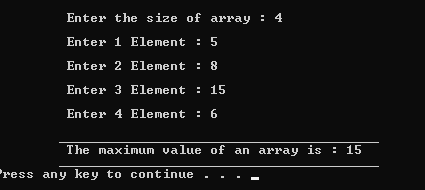 Enter the size of array : 4
Enter 1 Element : 5
Enter 2 Element : 8
Enter 3 Element : 15
Enter 4 Element : 6
The maximum value of an array is : 15
Press any key to continue . . .